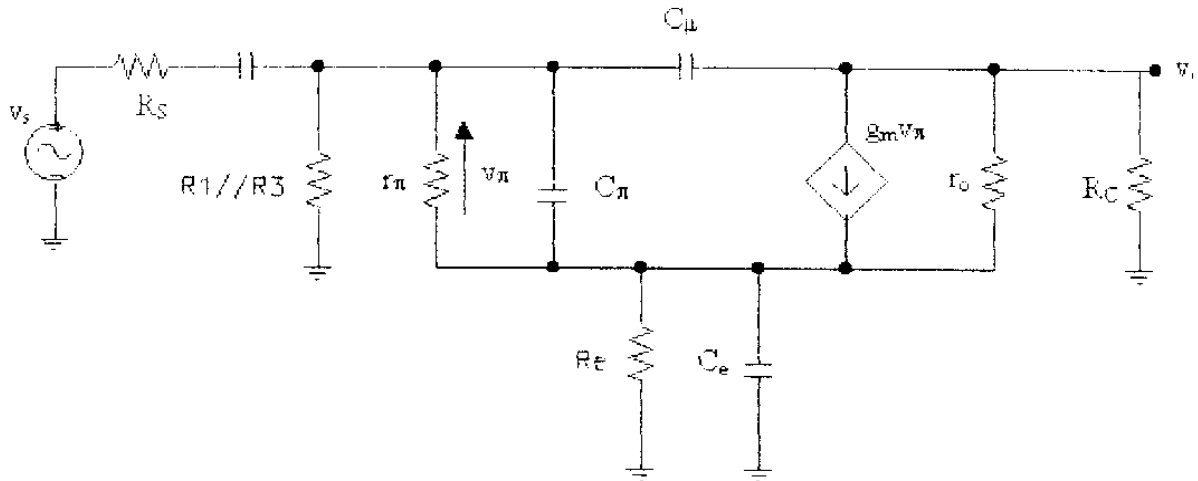 Cμ
Rs
vs
R1//R3
rπ
vπ
Cπ
gmvπ
ro
Rc
Re
Ce